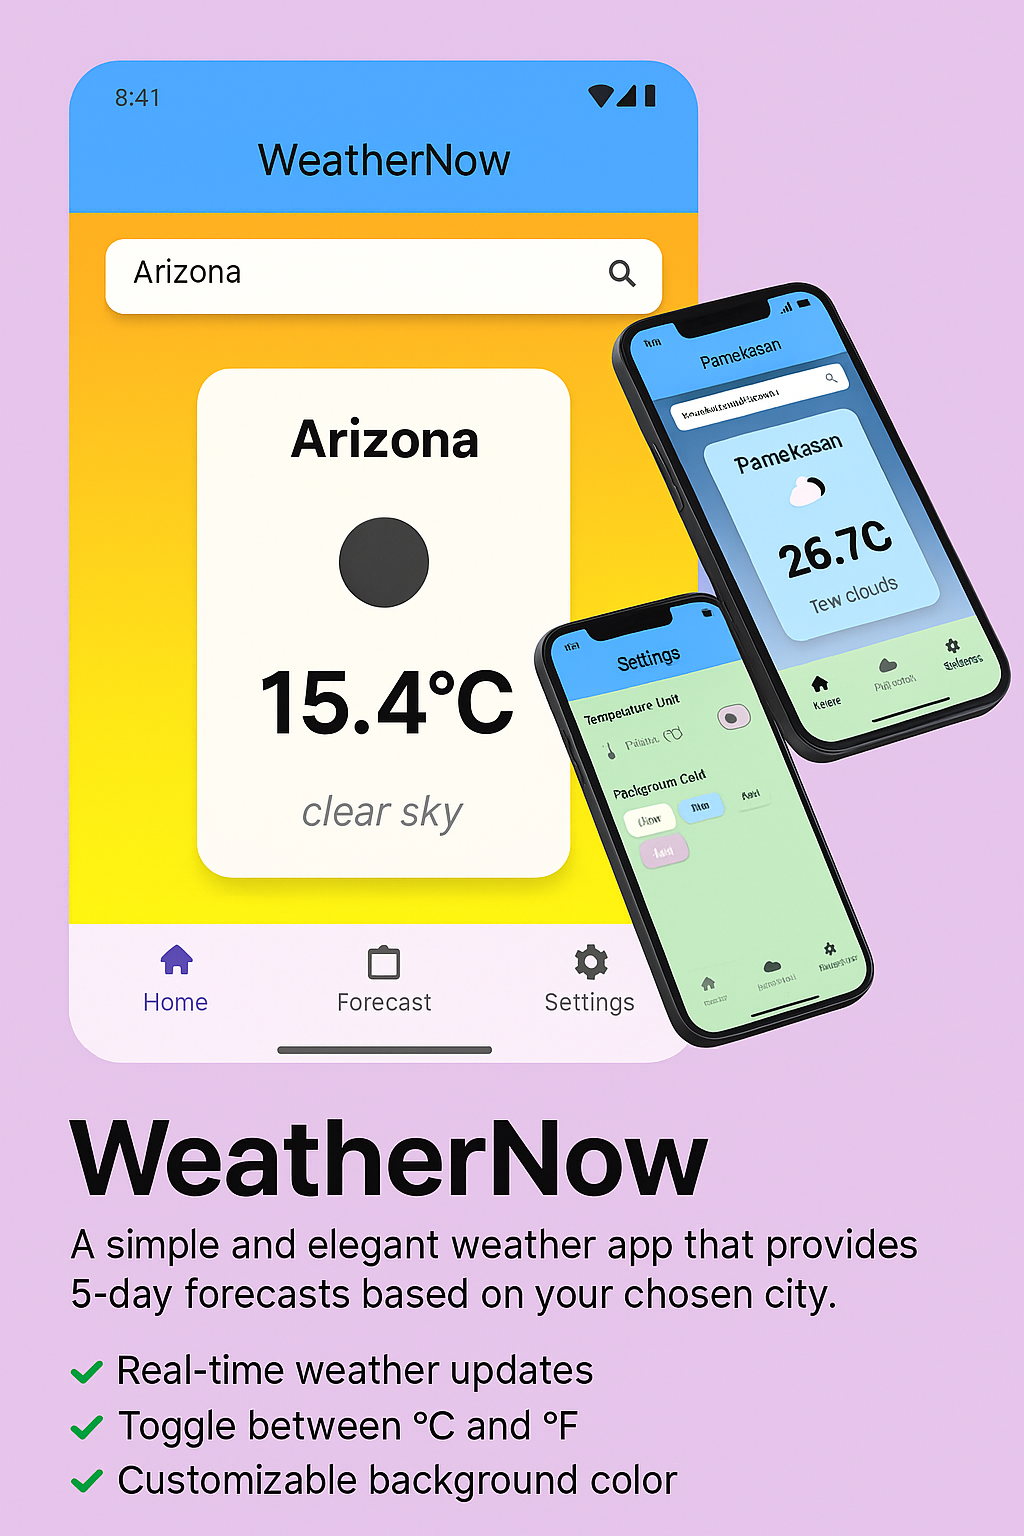 8:41
WeatherNow
Arizona
Arizona
15.4°C
clear sky
Home
Forecast
Settings
Pamekasan
Pamekasan
26.7C
Tew clouds
Settings
Tempetature Unit
Packgroum Cold
WeatherNow
A simple and elegant weather app that provides
5-day forecasts based on your chosen city.
Real-time weather updates
Toggle between °C and °F
Customizable background color